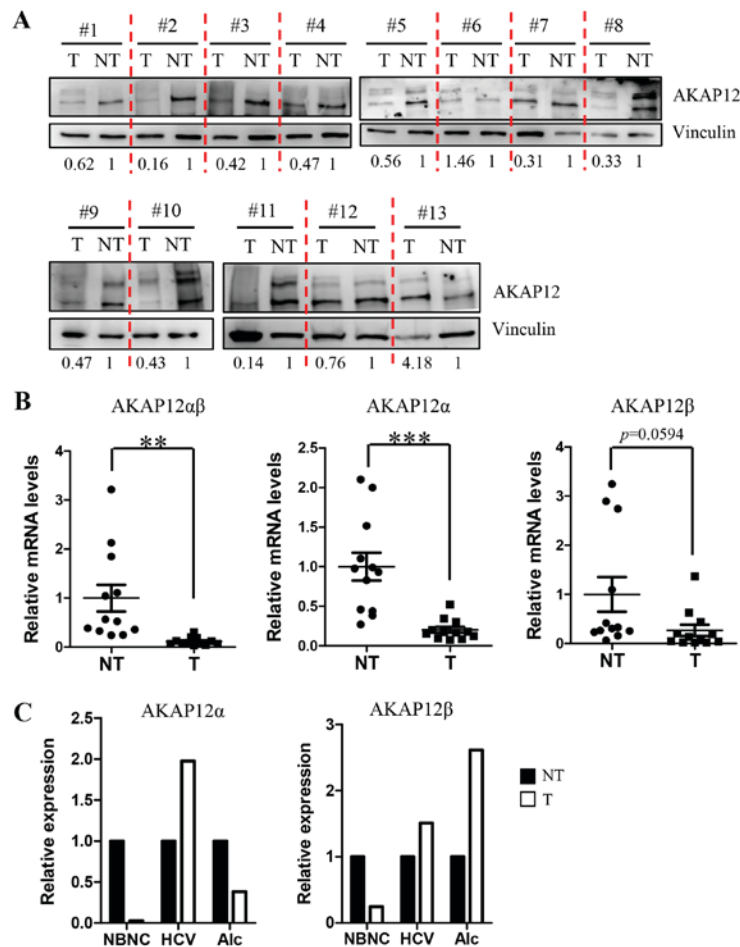 A
#1 #2 #3 #4 #5 #6 #7 #8
T NT T NT T NT T NT T NT T NT T NT T NT
AKAP12
Vinculin
0.62 1 0.16 1 0.42 1 0.47 1 0.56 1 1.46 1 0.31 1 0.33 1
#9 #10 #11 #12 #13
T NT T NT T NT T NT T NT
AKAP12
Vinculin
0.47 1 0.43 1 0.14 1 0.76 1 4.18 1
B
AKAP12αβ
Relative mRNA levels
4
3
2
1
0
**
NT T
AKAP12α
Relative mRNA levels
2.5
2.0
1.5
1.0
0.5
0.0
***
NT T
AKAP12β
Relative mRNA levels
4
3
2
1
0
p=0.0594
NT T
C
AKAP12α
Relative expression
2.5
2.0
1.5
1.0
0.5
0.0
NBNC HCV Alc
AKAP12β
Relative expression
3
2
1
0
NBNC HCV Alc
NT
T